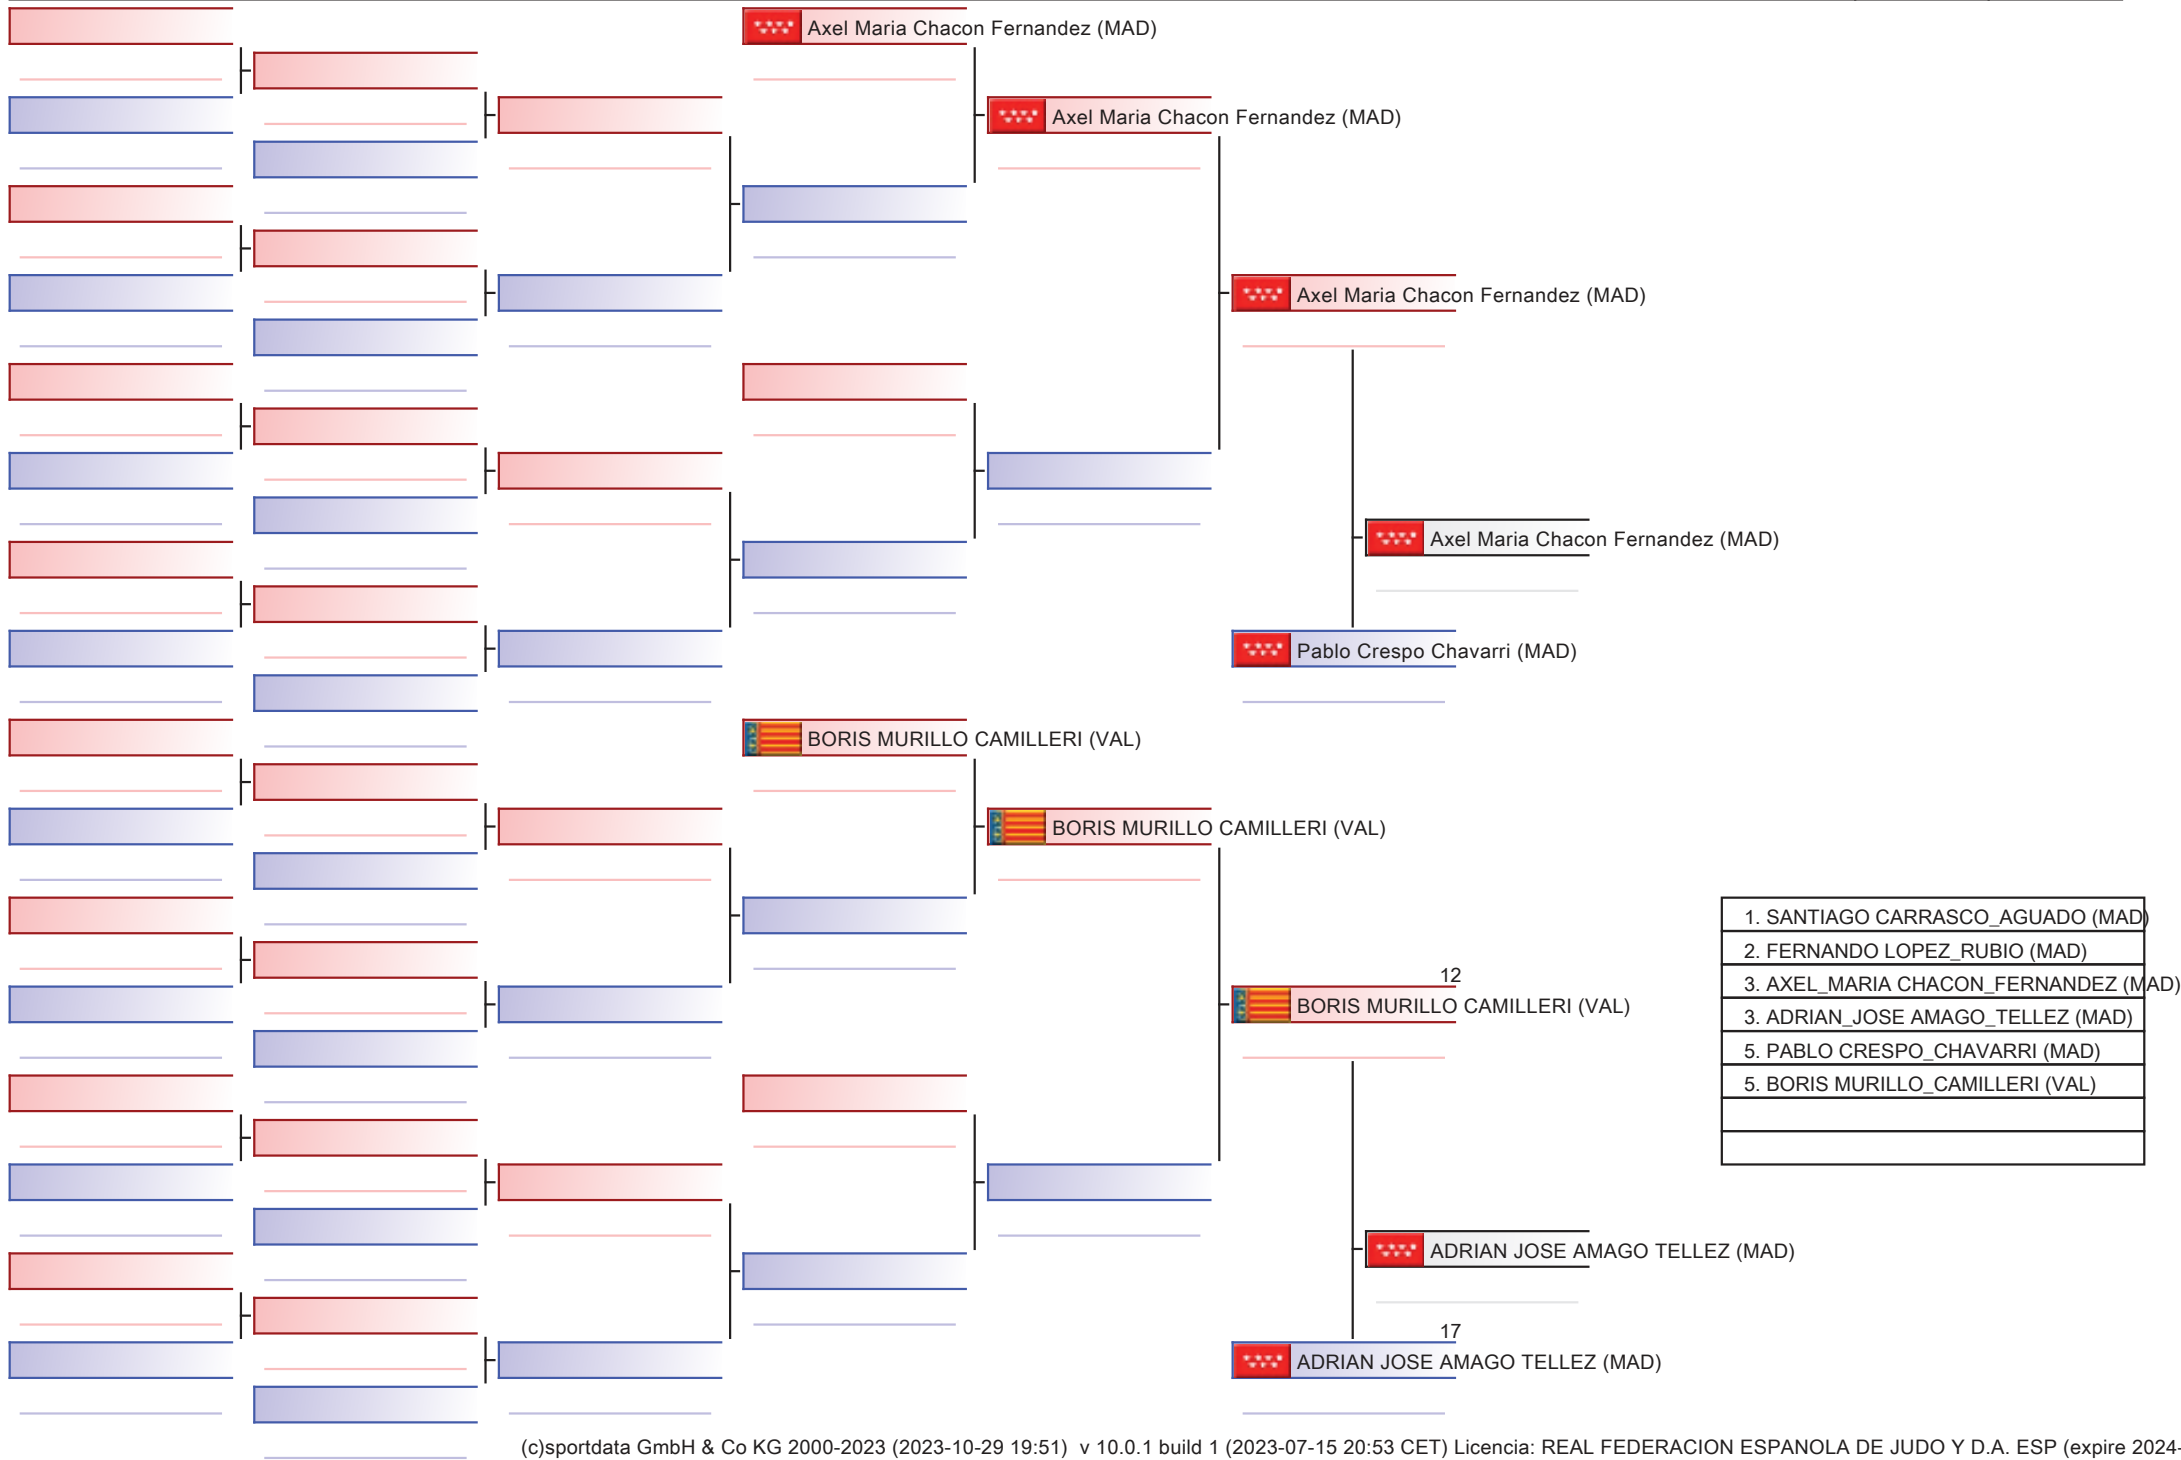 Axel Maria Chacon Fernandez (MAD)
Axel Maria Chacon Fernandez (MAD)
Axel Maria Chacon Fernandez (MAD)
Axel Maria Chacon Fernandez (MAD)
Pablo Crespo Chavarri (MAD)
BORIS MURILLO CAMILLERI (VAL)
BORIS MURILLO CAMILLERI (VAL)
12
BORIS MURILLO CAMILLERI (VAL)
1. SANTIAGO CARRASCO_AGUADO (MAD)
2. FERNANDO LOPEZ_RUBIO (MAD)
3. AXEL_MARIA CHACON_FERNANDEZ (MAD)
3. ADRIAN_JOSE AMAGO_TELLEZ (MAD)
5. PABLO CRESPO_CHAVARRI (MAD)
5. BORIS MURILLO_CAMILLERI (VAL)
ADRIAN JOSE AMAGO TELLEZ (MAD)
17
ADRIAN JOSE AMAGO TELLEZ (MAD)
(c)sportdata GmbH & Co KG 2000-2023 (2023-10-29 19:51) v 10.0.1 build 1 (2023-07-15 20:53 CET) Licencia: REAL FEDERACION ESPANOLA DE JUDO Y D.A. ESP (expire 2024-